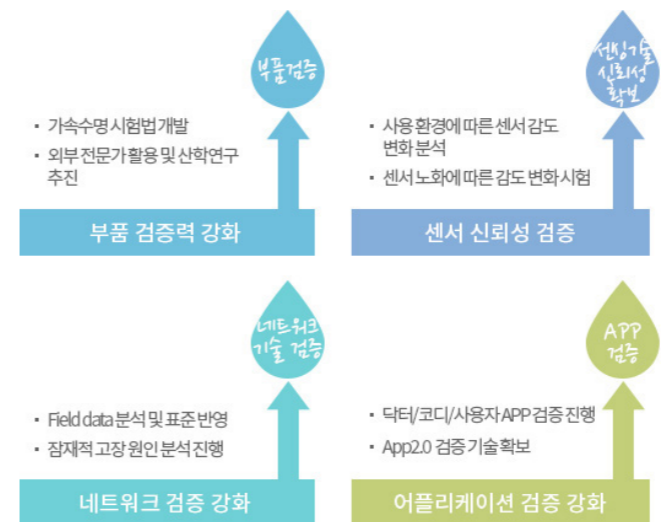 부품검증
• 가속수명시험법개발
• 외부전문가활용및산학연구
추진
부품 검증력 강화
센싱기술
신뢰성
확보
• 사용환경에따른센서감도
변화분석
• 센서노화에따른감도변화시험
센서 신뢰성 검증
네트워크
기술 검증
• Field data 분석및표준반영
• 잠재적고장원인분석진행
네트워크 검증 강화
APP
검증
• 닥터/코디/사용자APP검증진행
• App2.0 검증기술확보
어플리케이션 검증 강화